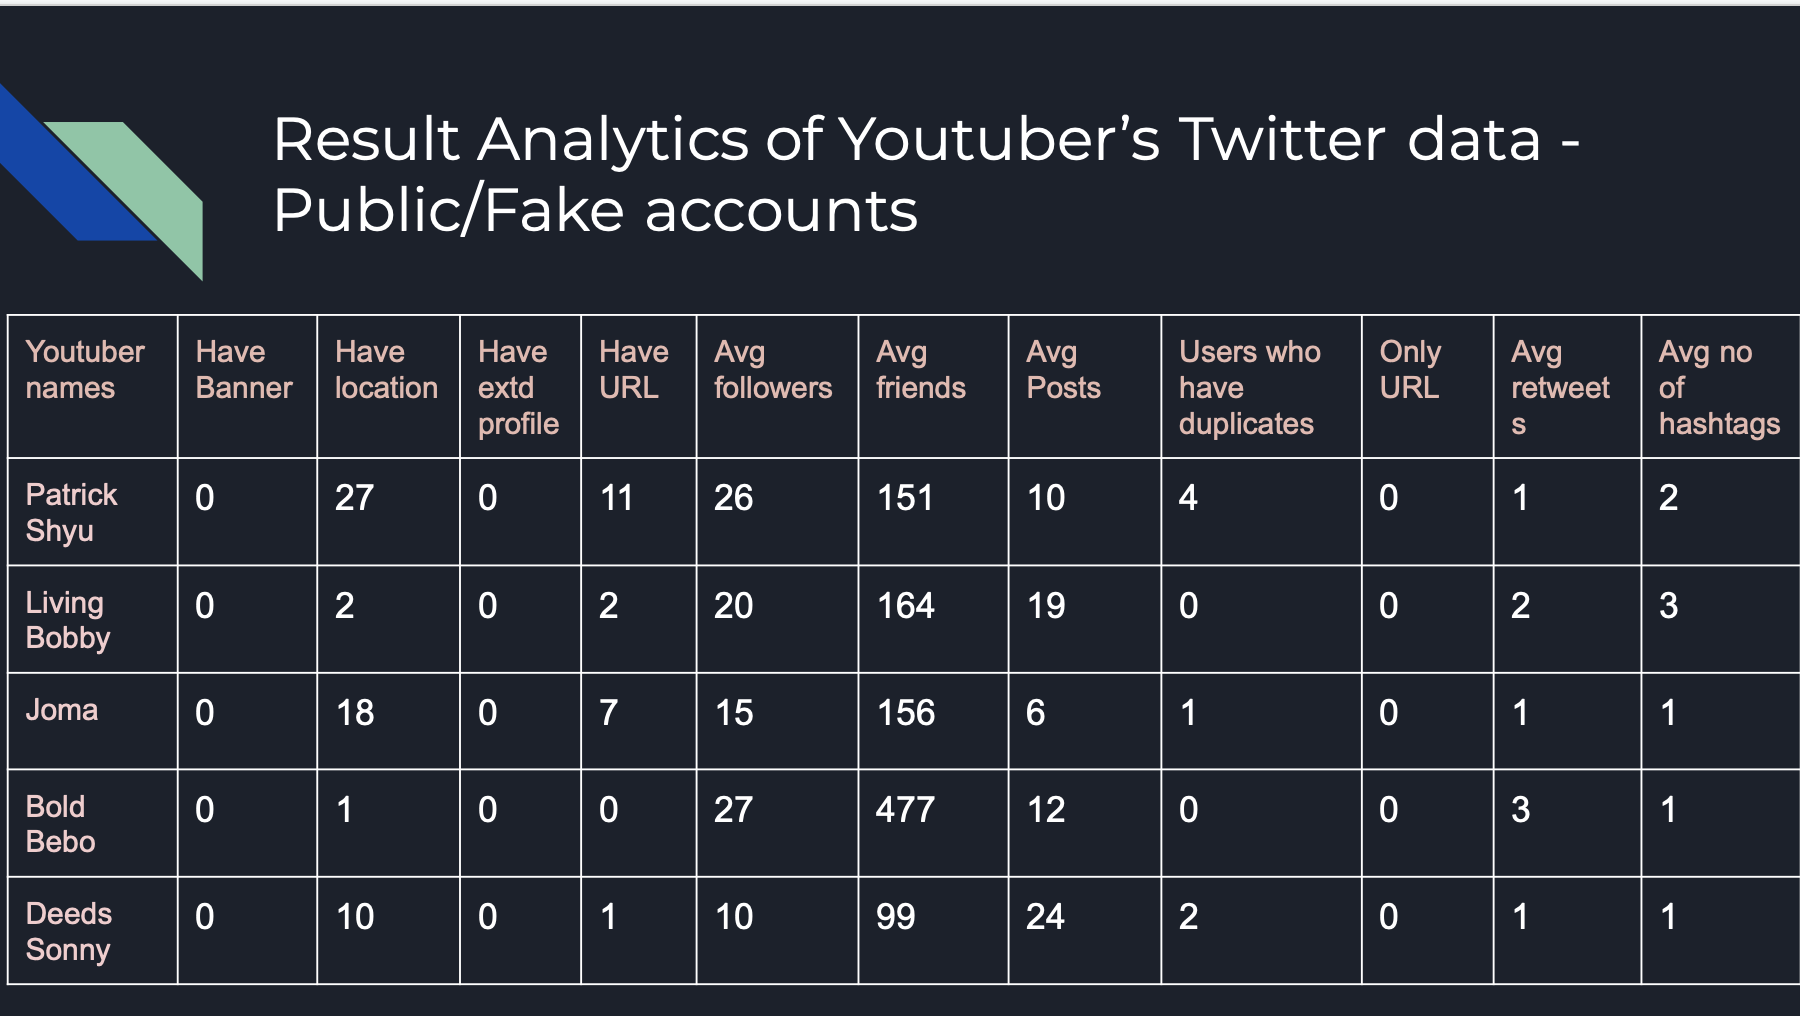 Result Analytics of Youtuber’s Twitter data -
Public/Fake accounts
Youtuber names Have Banner Have location Have extd profile Have URL Avg followers Avg friends Avg Posts Users who have duplicates Only URL Avg retweets Avg no of hashtags
Patrick Shyu 0 27 0 11 26 151 10 4 0 1 2
Living Bobby 0 2 0 2 20 164 19 0 0 2 3
Joma 0 18 0 7 15 156 6 1 0 1 1
Bold Bebo 0 1 0 0 27 477 12 0 0 3 1
Deeds Sonny 0 10 0 1 10 99 24 2 0 1 1